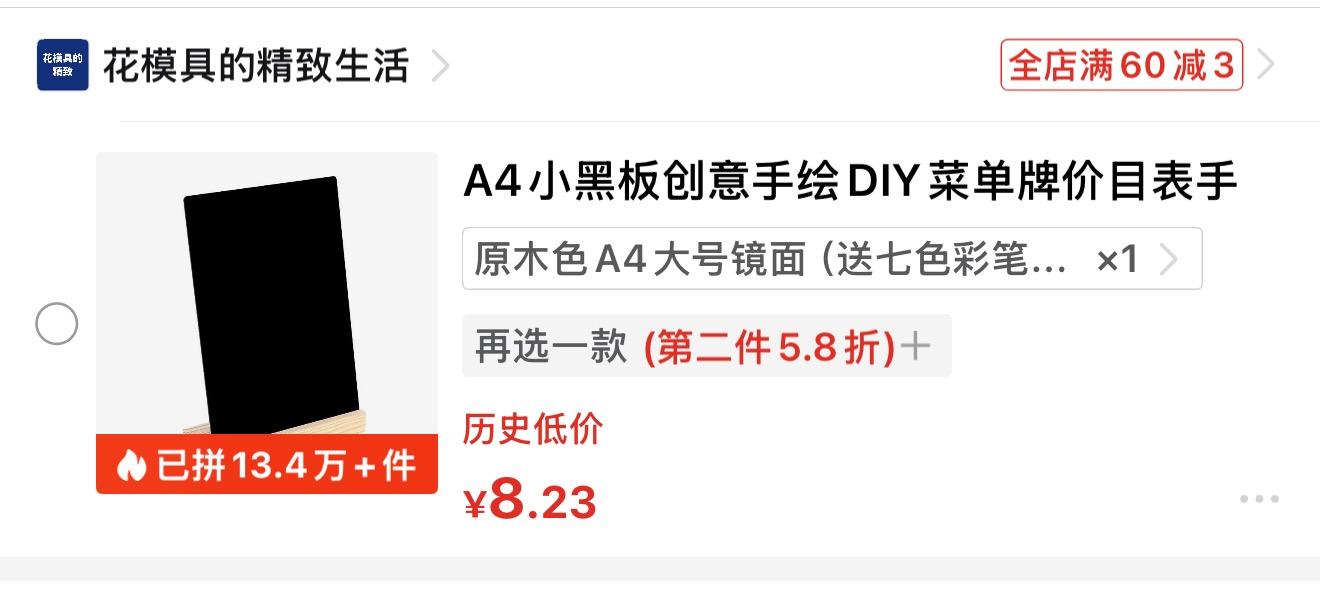 花模具的
精致
花模具的精致生活
全店满60减3
A4小黑板创意手绘DIY菜单牌价目表手
原木色A4大号镜面（送七色彩笔... ×1
再选一款 (第二件5.8折)+
历史低价
已拼13.4万+件
¥8.23